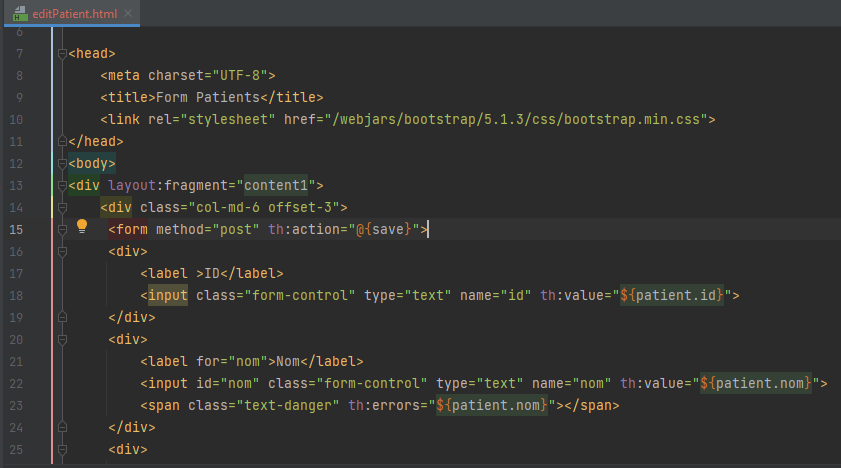 editPatient.html
6
7 <head>
8 <meta charset="UTF-8">
9 <title>Form Patients</title>
10 <link rel="stylesheet" href="/webjars/bootstrap/5.1.3/css/bootstrap.min.css">
11 </head>
12 <body>
13 <div layout:fragment="content1">
14 <div class="col-md-6 offset-3">
15 <form method="post" th:action="@{save}">
16 <div>
17 <label >ID</label>
18 <input class="form-control" type="text" name="id" th:value="${patient.id}">
19 </div>
20 <div>
21 <label for="nom">Nom</label>
22 <input id="nom" class="form-control" type="text" name="nom" th:value="${patient.nom}">
23 <span class="text-danger" th:errors="${patient.nom}"></span>
24 </div>
25 <div>